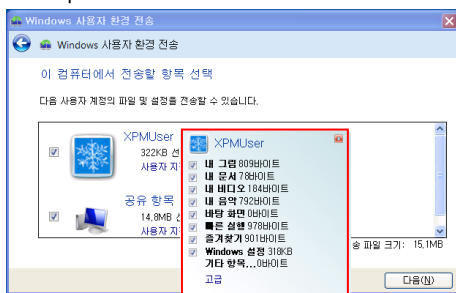 Windows 사용자 환경 전송
Windows 사용자 환경 전송
이 컴퓨터에서 전송할 항목 선택
다음 사용자 계정의 파일 및 설정을 전송할 수 있습니다.
XPMUser
322KB 선
사용자 지
공유 항목
14,8MB
사용자 지
XPMUser
내 그림 809바이트
내 문서 78바이트
내 비디오 184바이트
내 음악 792바이트
바탕 화면 0바이트
빠른 실행 978바이트
즐겨찾기 901바이트
Windows 설정 318KB
기타 항목...0바이트
고급
송 파일 크기: 15,1MB
다음(N)